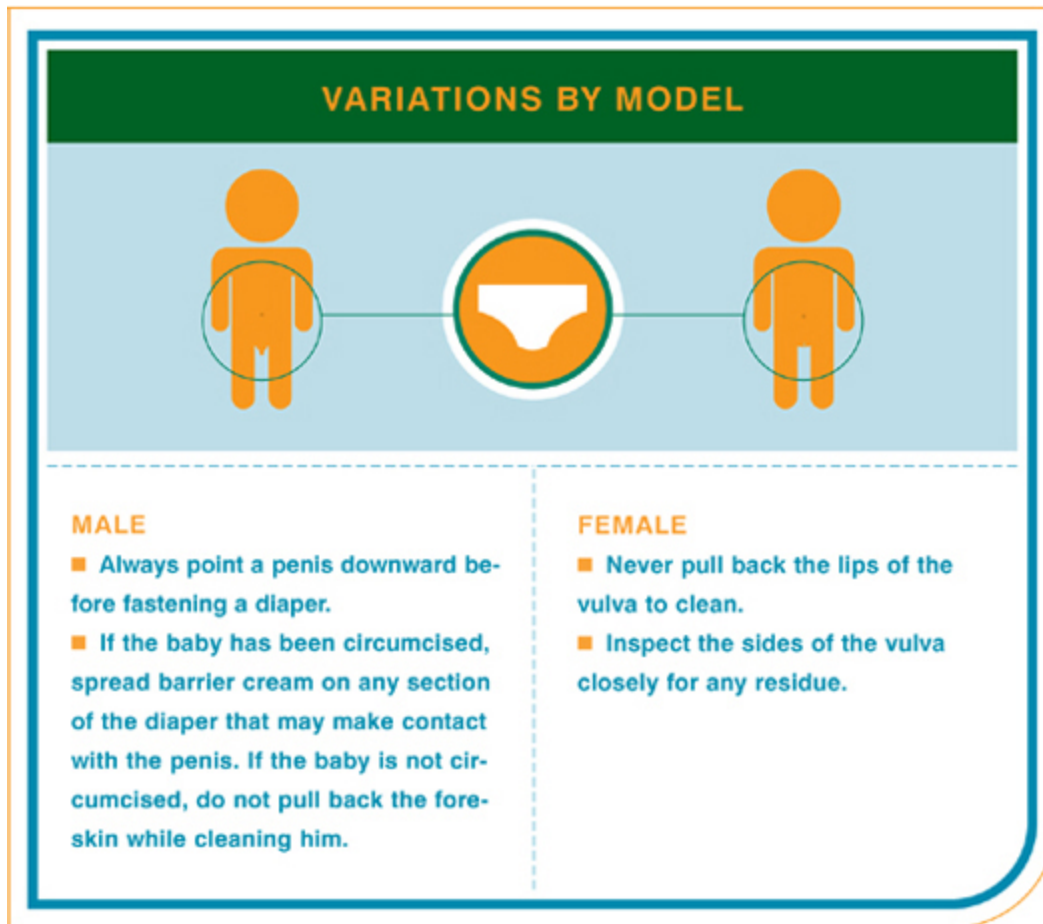 VARIATIONS BY MODEL
MALE
■ Always point a penis downward be-
fore fastening a diaper.
■ If the baby has been circumcised,
spread barrier cream on any section
of the diaper that may make contact
with the penis. If the baby is not cir-
cumcised, do not pull back the fore-
skin while cleaning him.
FEMALE
■ Never pull back the lips of the
vulva to clean.
■ Inspect the sides of the vulva
closely for any residue.